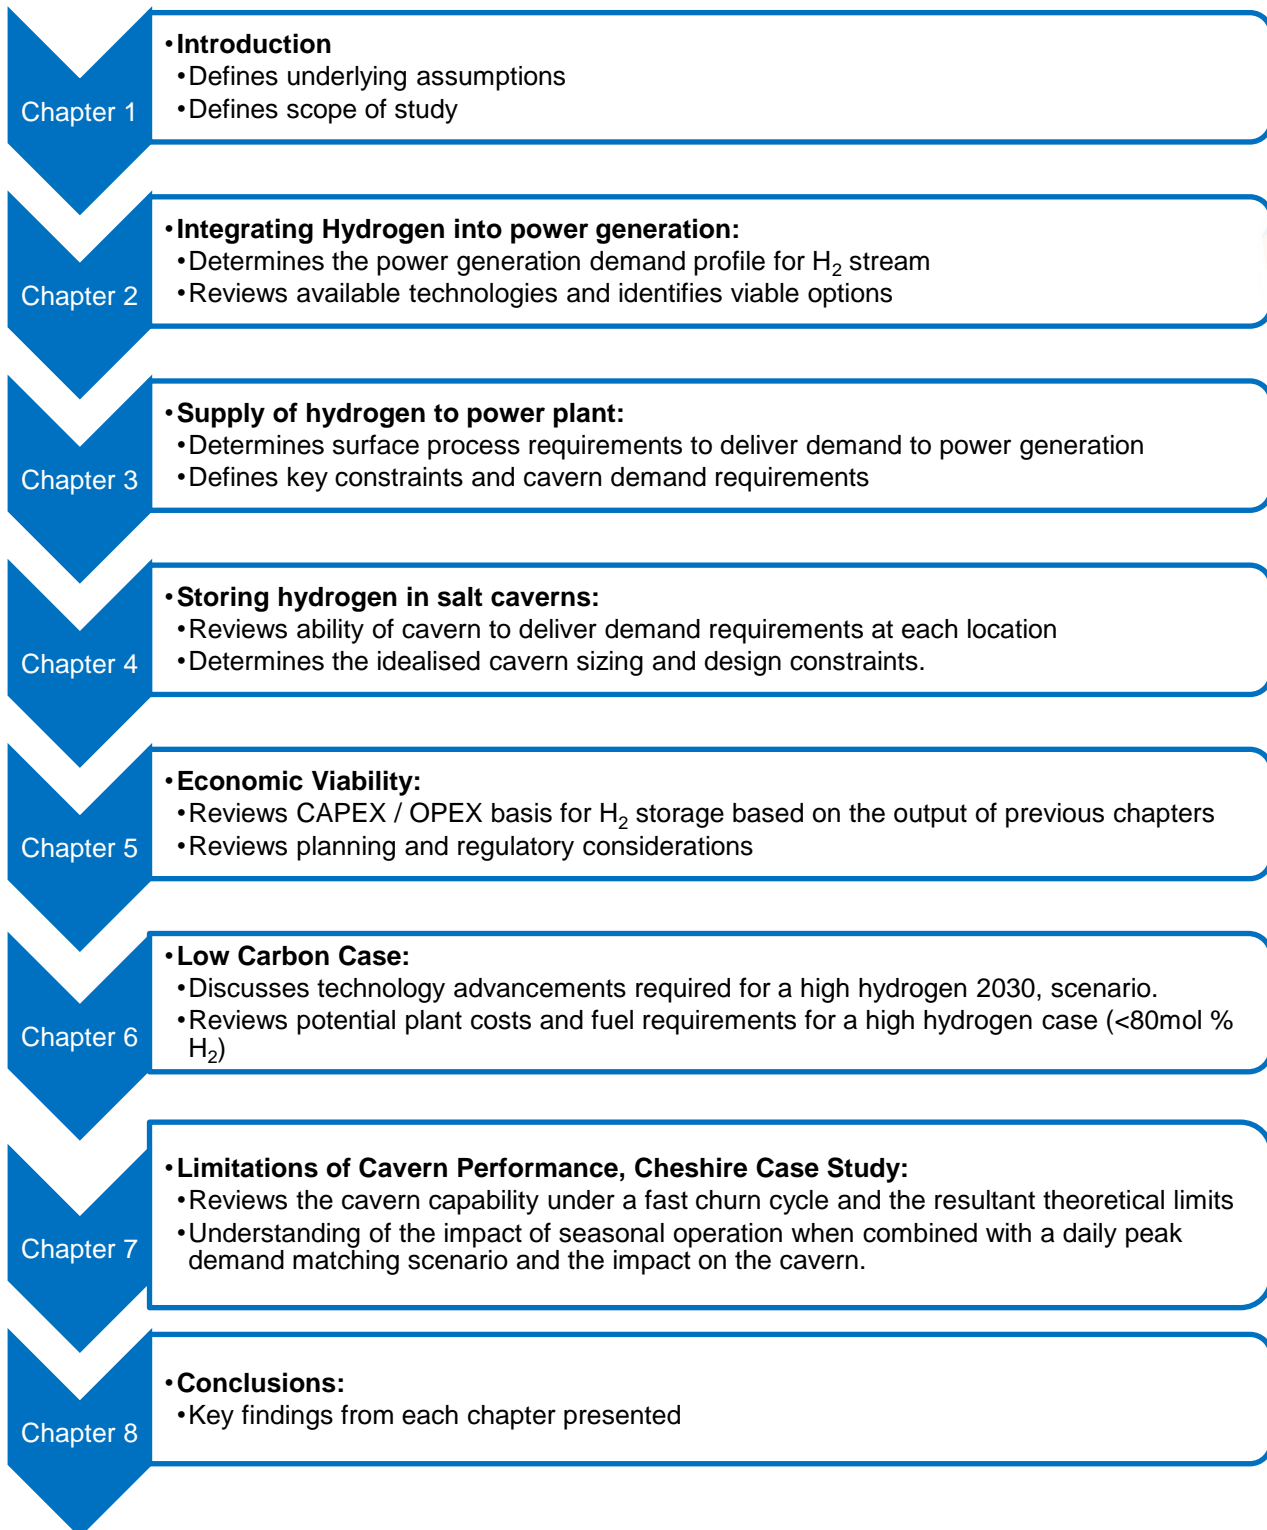 Chapter 1
•Introduction
•Defines underlying assumptions
•Defines scope of study
Chapter 2
•Integrating Hydrogen into power generation:
•Determines the power generation demand profile for H₂ stream
•Reviews available technologies and identifies viable options
Chapter 3
•Supply of hydrogen to power plant:
•Determines surface process requirements to deliver demand to power generation
•Defines key constraints and cavern demand requirements
Chapter 4
•Storing hydrogen in salt caverns:
•Reviews ability of cavern to deliver demand requirements at each location
•Determines the idealised cavern sizing and design constraints.
Chapter 5
•Economic Viability:
•Reviews CAPEX / OPEX basis for H₂ storage based on the output of previous chapters
•Reviews planning and regulatory considerations
Chapter 6
•Low Carbon Case:
•Discusses technology advancements required for a high hydrogen 2030, scenario.
•Reviews potential plant costs and fuel requirements for a high hydrogen case (<80mol %
H₂)
Chapter 7
•Limitations of Cavern Performance, Cheshire Case Study:
•Reviews the cavern capability under a fast churn cycle and the resultant theoretical limits
•Understanding of the impact of seasonal operation when combined with a daily peak
demand matching scenario and the impact on the cavern.
Chapter 8
•Conclusions:
•Key findings from each chapter presented